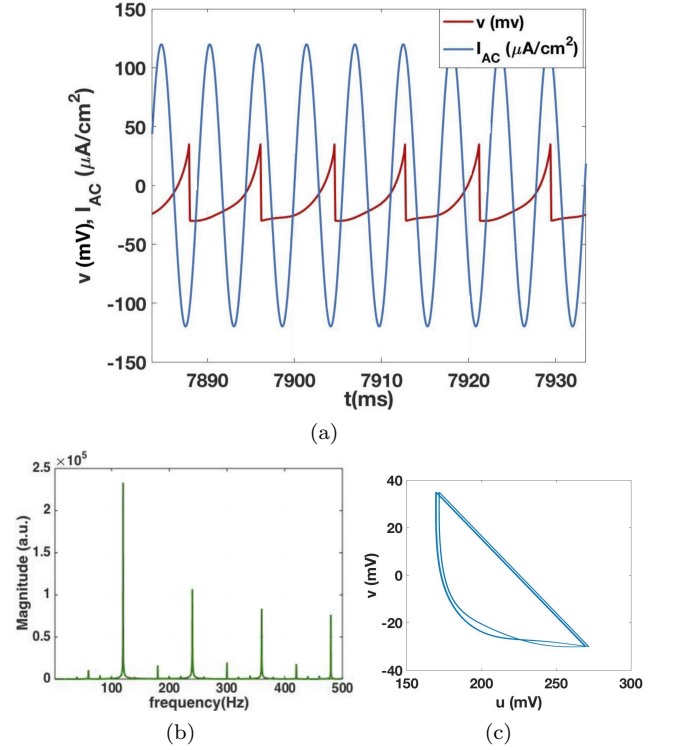 150
100
50
0
-50
-100
-150
v (mV), I_AC (μA/cm²)
v (mv)
I_AC (μA/cm²)
7890 7900 7910 7920 7930
t(ms)
(a)
2.5 ×10⁵
2
1.5
1
0.5
0
Magnitude (a.u.)
100 200 300 400 500
frequency(Hz)
(b)
40
20
0
-20
-40
v (mV)
150 200 250 300
u (mV)
(c)